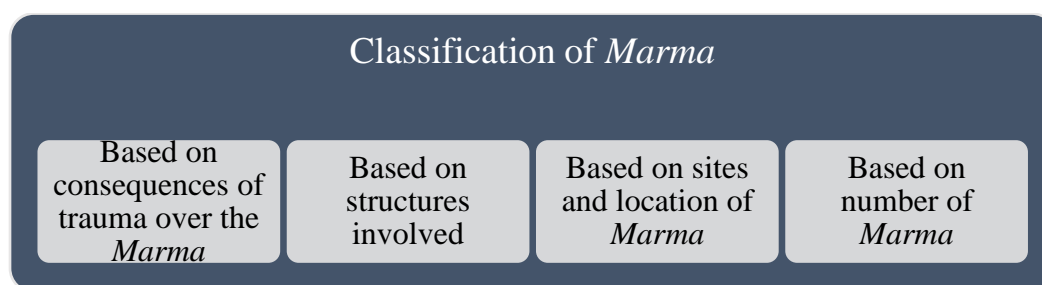 Classification of Marma
Based on
consequences of
trauma over the
Marma
Based on
structures
involved
Based on sites
and location of
Marma
Based on
number of
Marma